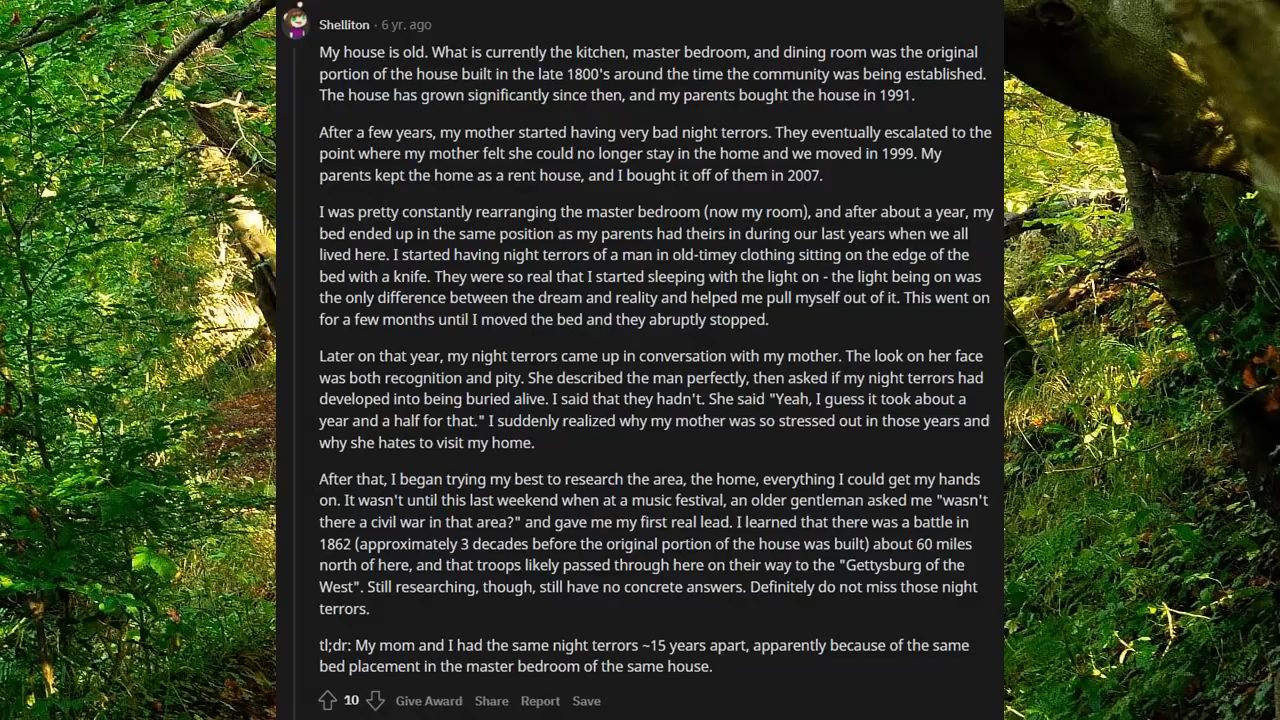 Shelliton · 6 yr. ago
My house is old. What is currently the kitchen, master bedroom, and dining room was the original
portion of the house built in the late 1800's around the time the community was being established.
The house has grown significantly since then, and my parents bought the house in 1991.
After a few years, my mother started having very bad night terrors. They eventually escalated to the
point where my mother felt she could no longer stay in the home and we moved in 1999. My
parents kept the home as a rent house, and I bought it off of them in 2007.
I was pretty constantly rearranging the master bedroom (now my room), and after about a year, my
bed ended up in the same position as my parents had theirs in during our last years when we all
lived here. I started having night terrors of a man in old-timey clothing sitting on the edge of the
bed with a knife. They were so real that I started sleeping with the light on - the light being on was
the only difference between the dream and reality and helped me pull myself out of it. This went on
for a few months until I moved the bed and they abruptly stopped.
Later on that year, my night terrors came up in conversation with my mother. The look on her face
was both recognition and pity. She described the man perfectly, then asked if my night terrors had
developed into being buried alive. I said that they hadn't. She said "Yeah, I guess it took about a
year and a half for that." I suddenly realized why my mother was so stressed out in those years and
why she hates to visit my home.
After that, I began trying my best to research the area, the home, everything I could get my hands
on. It wasn't until this last weekend when at a music festival, an older gentleman asked me "wasn't
there a civil war in that area?" and gave me my first real lead. I learned that there was a battle in
1862 (approximately 3 decades before the original portion of the house was built) about 60 miles
north of here, and that troops likely passed through here on their way to the "Gettysburg of the
West". Still researching, though, still have no concrete answers. Definitely do not miss those night
terrors.
tl;dr: My mom and I had the same night terrors ~15 years apart, apparently because of the same
bed placement in the master bedroom of the same house.
10 Give Award Share Report Save